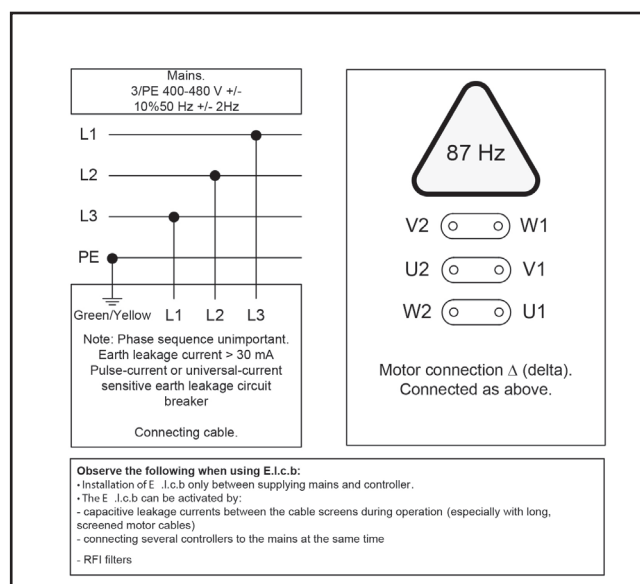 Mains.
3/PE 400-480 V +/-
10%50 Hz +/- 2Hz
L1
L2
L3
PE
Green/Yellow L1 L2 L3
Note: Phase sequence unimportant.
Earth leakage current > 30 mA
Pulse-current or universal-current
sensitive earth leakage circuit
breaker
Connecting cable.
87 Hz
V2 W1
U2 V1
W2 U1
Motor connection Δ (delta).
Connected as above.
Observe the following when using E.l.c.b:
• Installation of E .l.c.b only between supplying mains and controller.
• The E .l.c.b can be activated by:
- capacitive leakage currents between the cable screens during operation (especially with long,
screened motor cables)
- connecting several controllers to the mains at the same time
- RFI filters